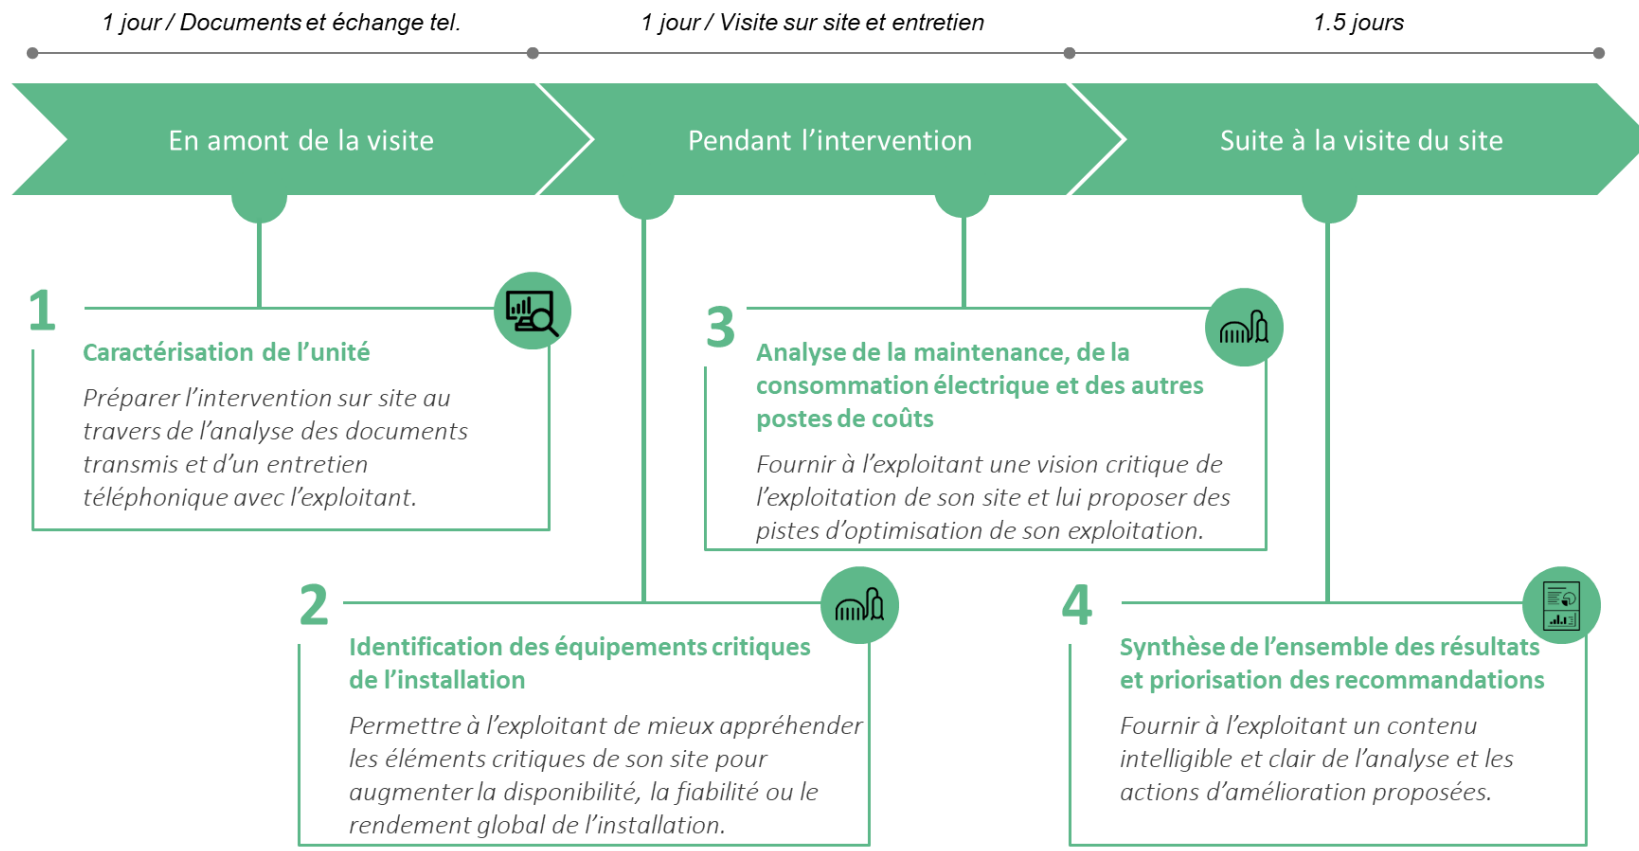 1 jour / Documents et échange tel.
1 jour / Visite sur site et entretien
1.5 jours
En amont de la visite
Pendant l’intervention
Suite à la visite du site
1
Caractérisation de l’unité
Préparer l’intervention sur site au
travers de l’analyse des documents
transmis et d’un entretien
téléphonique avec l’exploitant.
2
Identification des équipements critiques
de l’installation
Permettre à l’exploitant de mieux appréhender
les éléments critiques de son site pour
augmenter la disponibilité, la fiabilité ou le
rendement global de l’installation.
3
Analyse de la maintenance, de la
consommation électrique et des autres
postes de coûts
Fournir à l’exploitant une vision critique de
l’exploitation de son site et lui proposer des
pistes d’optimisation de son exploitation.
4
Synthèse de l’ensemble des résultats
et priorisation des recommandations
Fournir à l’exploitant un contenu
intelligible et clair de l’analyse et les
actions d’amélioration proposées.